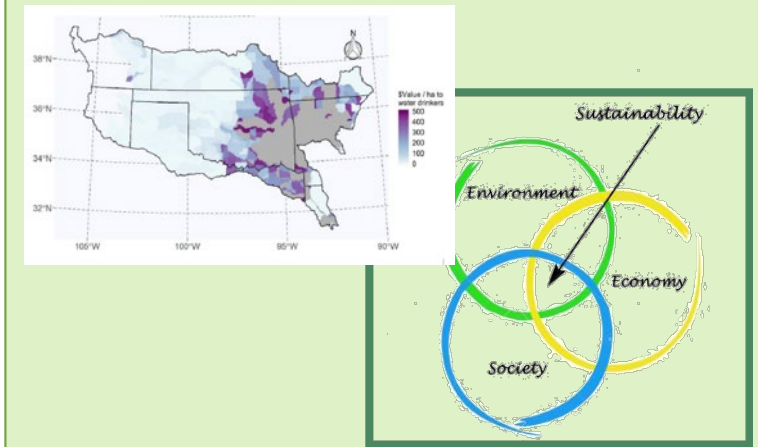 N
38°N
36°N
34°N
32°N
105°W
100°W
95°W
90°W
$Value / ha to
water drinkers
500
400
300
200
100
0
Sustainability
Environment
Economy
Society